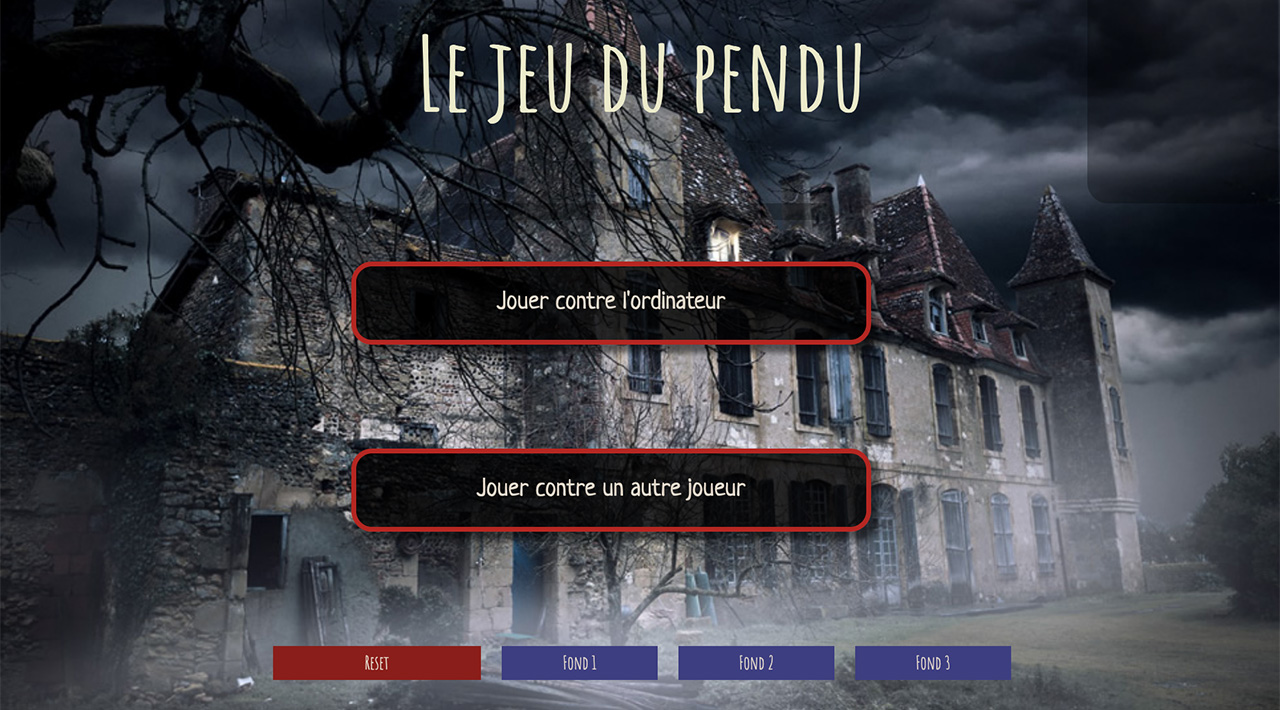 Le jeu du pendu
Jouer contre l'ordinateur
Jouer contre un autre joueur
Reset
Fond 1
Fond 2
Fond 3